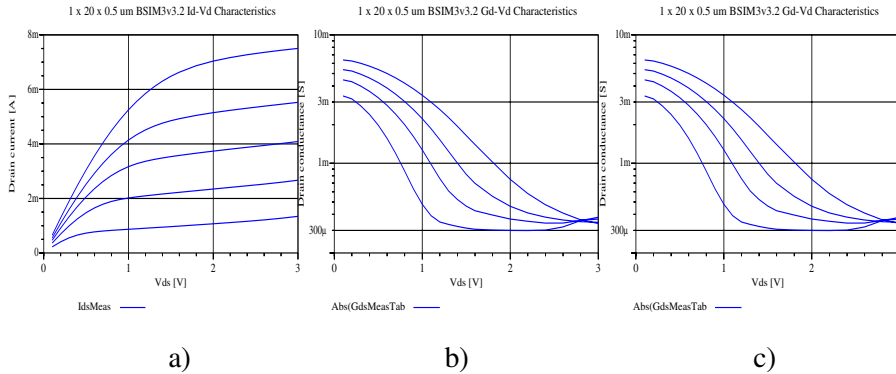 1 x 20 x 0.5 um BSIM3v3.2 Id-Vd Characteristics
8m
6m
4m
2m
0
Drain current [A]
0
1
2
3
Vds [V]
IdsMeas
a)
1 x 20 x 0.5 um BSIM3v3.2 Gd-Vd Characteristics
10m
3m
1m
300µ
Drain conductance [S]
0
1
2
3
Vds [V]
Abs(GdsMeasTab
b)
1 x 20 x 0.5 um BSIM3v3.2 Gd-Vd Characteristics
10m
3m
1m
300µ
Drain conductance [S]
0
1
2
Vds [V]
Abs(GdsMeasTab
c)